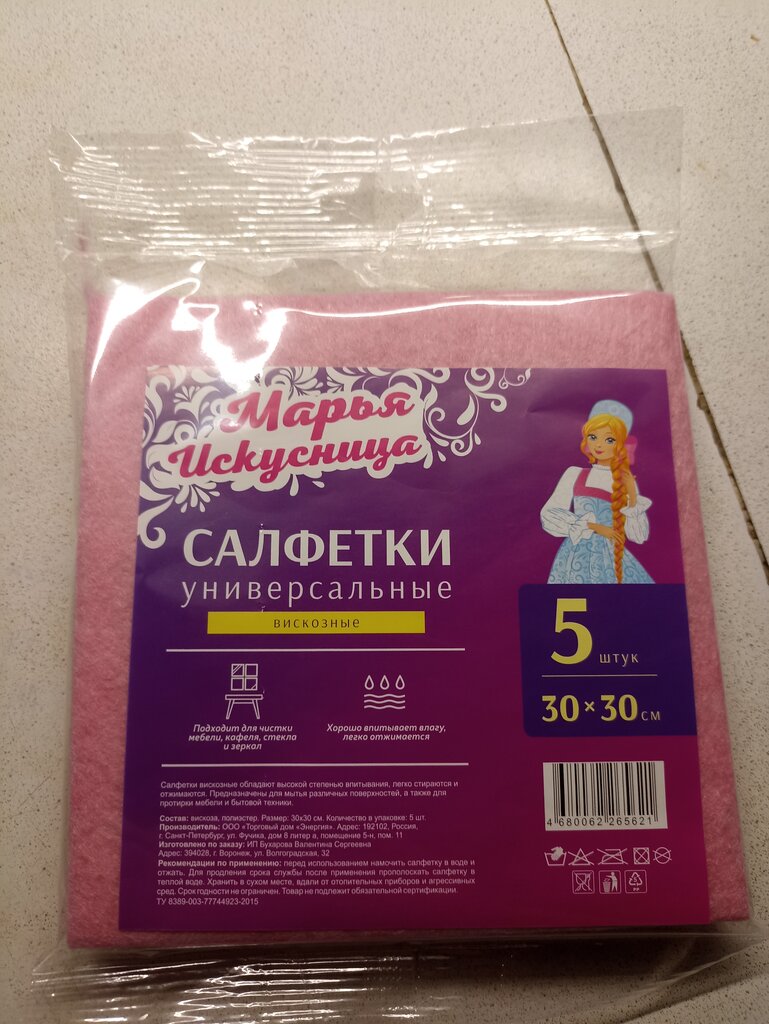 Марья
Искусница
САЛФЕТКИ
универсальные
вискозные
5 штук
30×30 см
Подходит для чистки
мебели, кафеля, стекла
и зеркал
Хорошо впитывает влагу,
легко отжимается
Салфетки вискозные обладают высокой степенью впитывания, легко стираются и
отжимаются. Предназначены для мытья различных поверхностей, а также для
протирки мебели и бытовой техники.
Состав: вискоза, полиэстер. Размер: 30х30 см. Количество в упаковке: 5 шт.
Производитель: ООО «Торговый дом «Энергия». Адрес: 192102, Россия,
г. Санкт-Петербург, ул. Фучика, дом 8 литер а, помещение 5-н, пом. 11
Изготовлено по заказу: ИП Бухарова Валентина Сергеевна
Адрес: 394028, г. Воронеж, ул. Волгоградская, 32
Рекомендации по применению: перед использованием намочить салфетку в воде и
отжать. Для продления срока службы после применения прополоскать салфетку в
теплой воде. Хранить в сухом месте, вдали от отопительных приборов и агрессивных
сред. Срок годности не ограничен. Товар не подлежит обязательной сертификации.
ТУ 8389-003-77744923-2015
4 680062 265621
5
PP